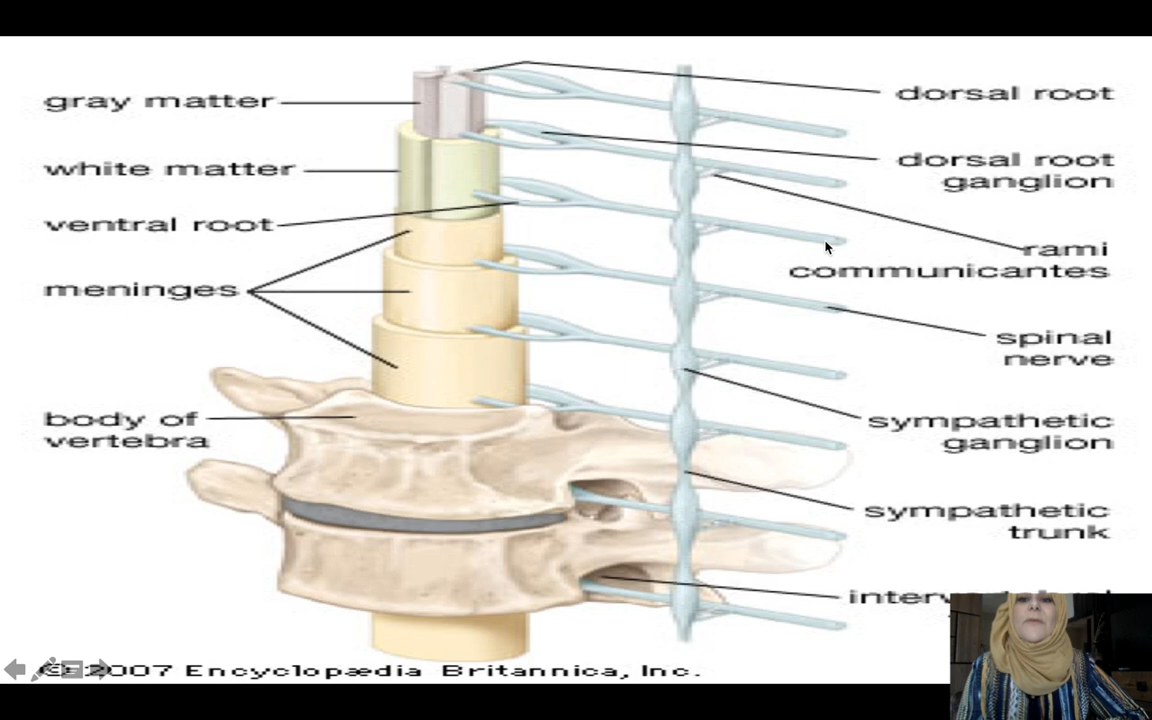 gray matter
white matter
ventral root
meninges
body of
vertebra
dorsal root
dorsal root
ganglion
rami
communicantes
spinal
nerve
sympathetic
ganglion
sympathetic
trunk
2007 Encyclopædia Britannica, Inc.